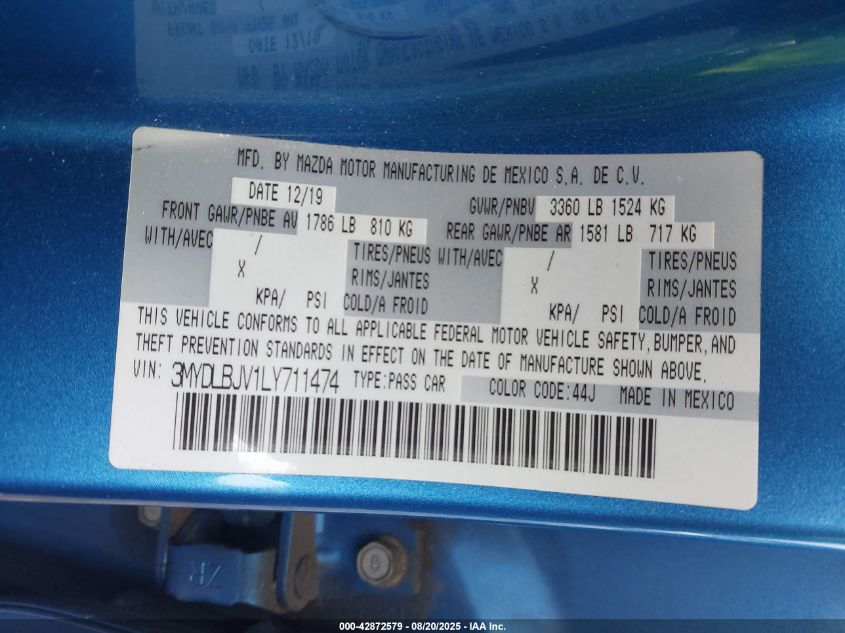 MFD. BY MAZDA MOTOR MANUFACTURING DE MEXICO S.A. DE C.V.
DATE 12/19 GVWR/PNBV 3360 LB 1524 KG
FRONT GAWR/PNBE AV 1786 LB 810 KG REAR GAWR/PNBE AR 1581 LB 717 KG
WITH/AVEC / TIRES/PNEUS WITH/AVEC / TIRES/PNEUS
X RIMS/JANTES X RIMS/JANTES
KPA/ PSI COLD/A FROID KPA/ PSI COLD/A FROID
THIS VEHICLE CONFORMS TO ALL APPLICABLE FEDERAL MOTOR VEHICLE SAFETY, BUMPER, AND
THEFT PREVENTION STANDARDS IN EFFECT ON THE DATE OF MANUFACTURE SHOWN ABOVE.
VIN: 3MYDLBJV1LY711474 TYPE:PASS CAR COLOR CODE:44J MADE IN MEXICO
8
000-42872579 - 08/20/2025 - IAA Inc.